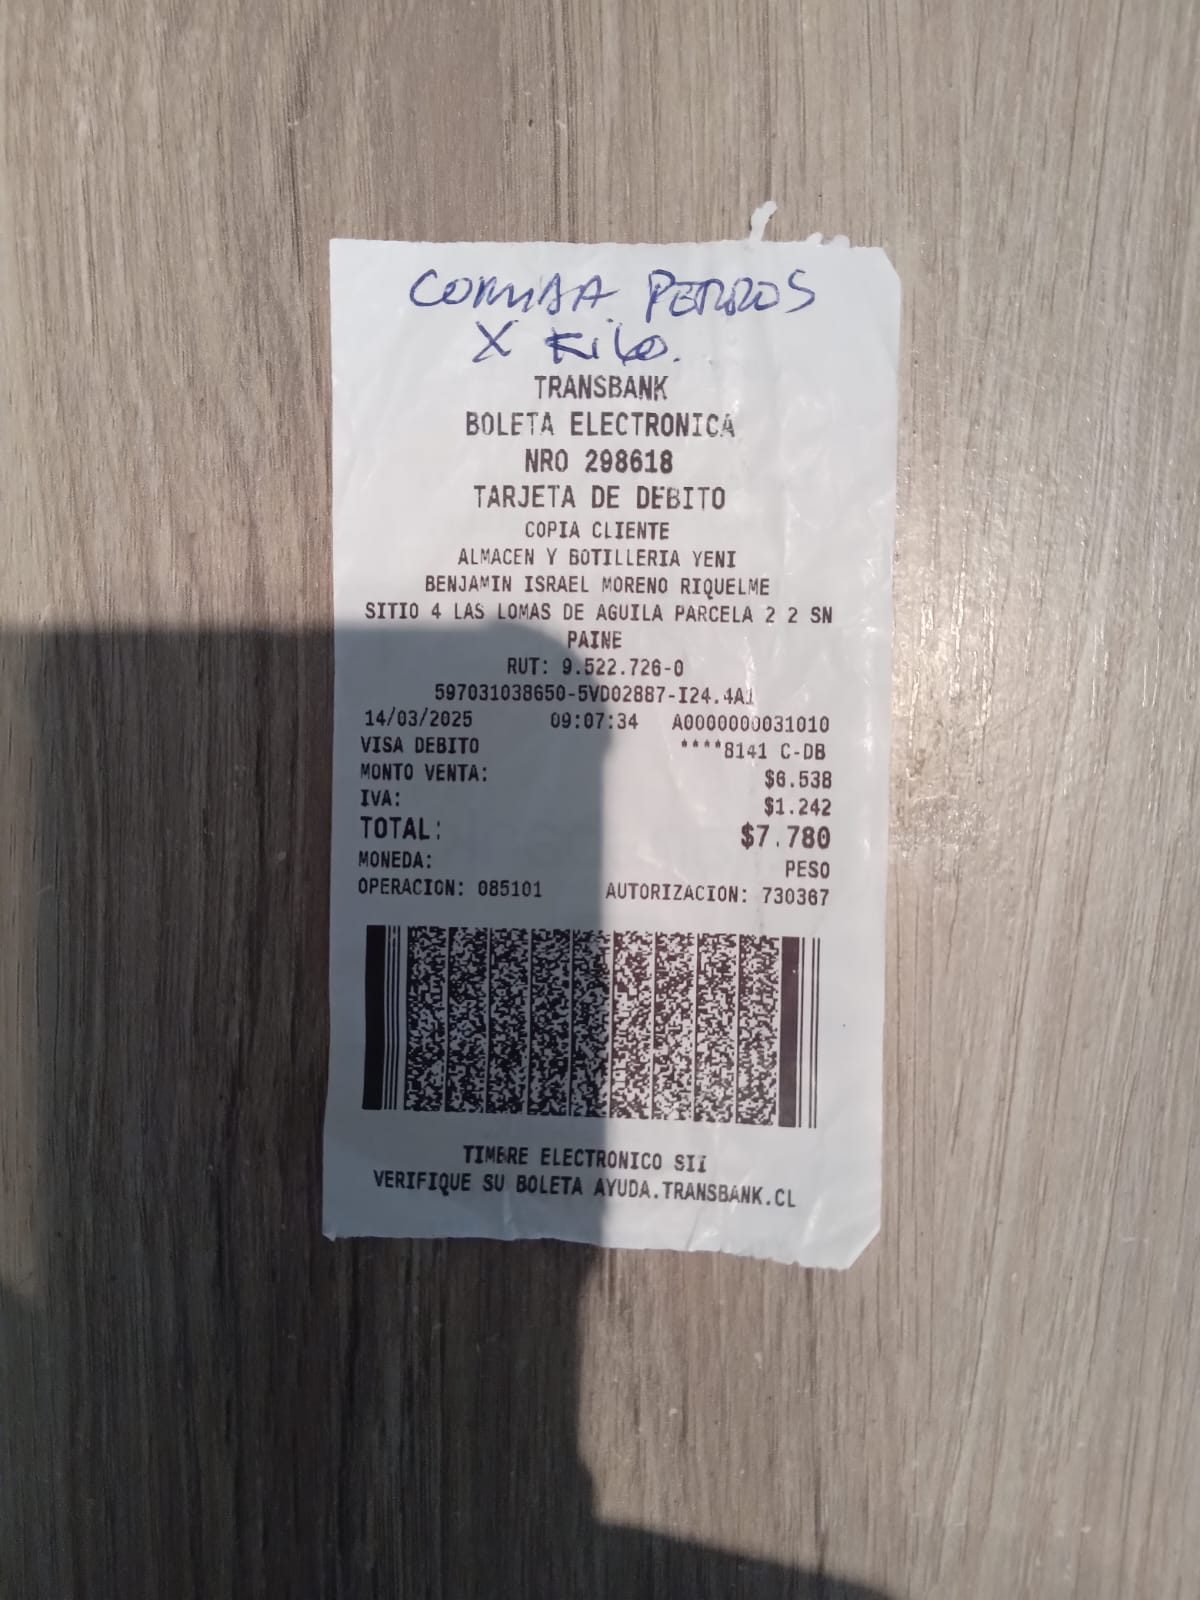 COMIDA PERROS
X Kilo.
TRANSBANK
BOLETA ELECTRONICA
NRO 298618
TARJETA DE DEBITO
COPIA CLIENTE
ALMACEN Y BOTILLERIA YENI
BENJAMIN ISRAEL MORENO RIQUELME
SITIO 4 LAS LOMAS DE AGUILA PARCELA 2 2 SN
PAINE
RUT: 9.522.726-0
597031038650-5VD02887-I24.4A1
14/03/2025 09:07:34 A0000000031010
VISA DEBITO ****8141 C-DB
MONTO VENTA: $6.538
IVA: $1.242
TOTAL: $7.780
MONEDA: PESO
OPERACION: 085101 AUTORIZACION: 730367
TIMBRE ELECTRONICO SII
VERIFIQUE SU BOLETA AYUDA.TRANSBANK.CL